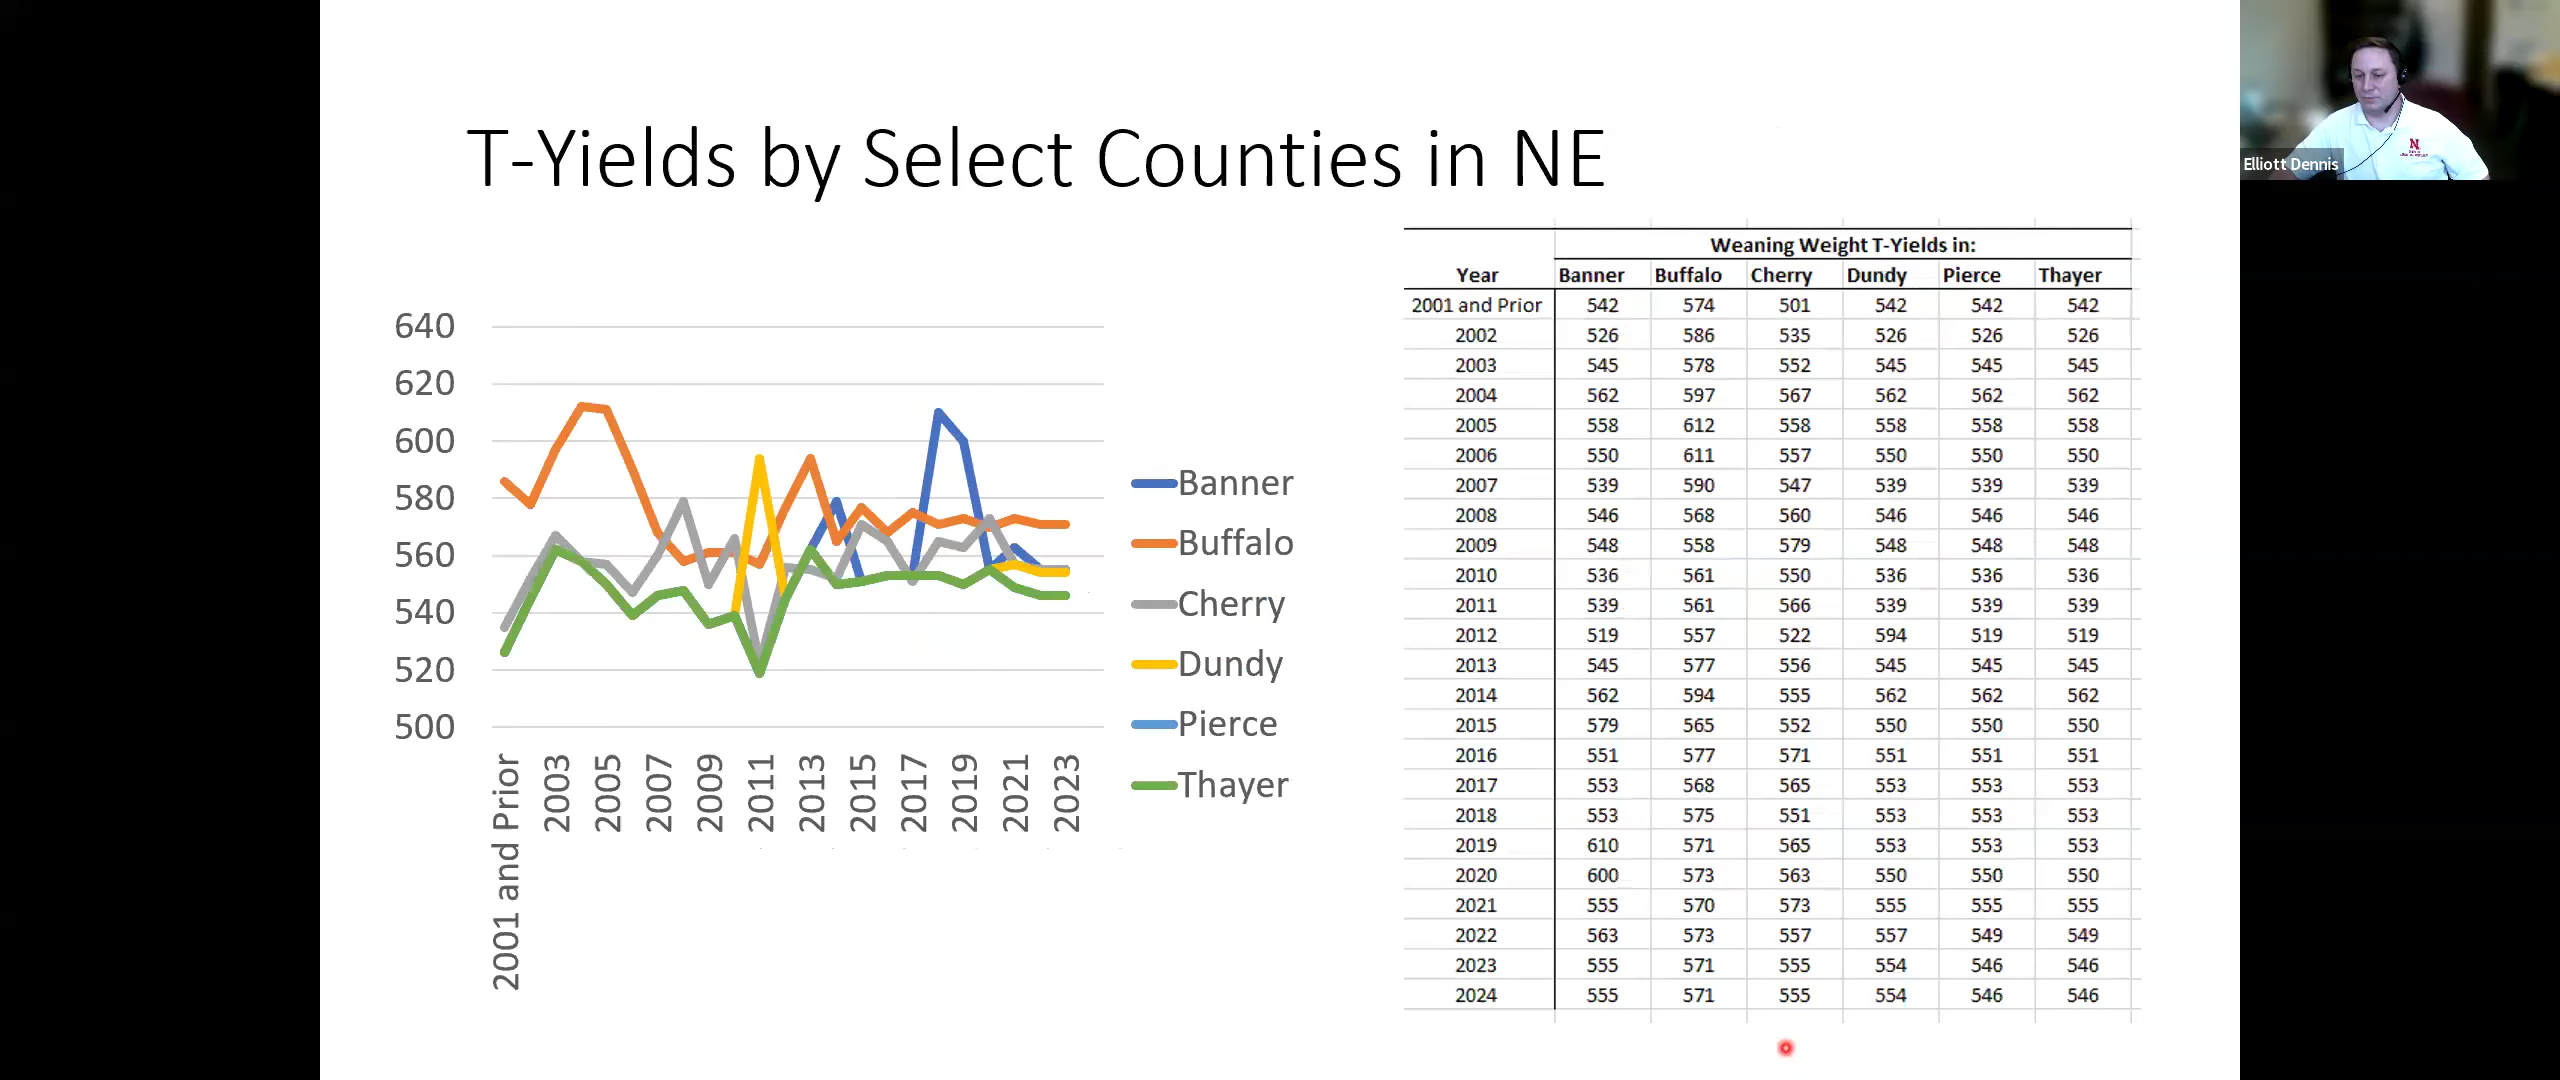 T-Yields by Select Counties in NE
Elliott Dennis
N
640
620
600
580
560
540
520
500
2001 and Prior
2003
2005
2007
2009
2011
2013
2015
2017
2019
2021
2023
Banner
Buffalo
Cherry
Dundy
Pierce
Thayer
Weaning Weight T-Yields in:
Year Banner Buffalo Cherry Dundy Pierce Thayer
2001 and Prior 542 574 501 542 542 542
2002 526 586 535 526 526 526
2003 545 578 552 545 545 545
2004 562 597 567 562 562 562
2005 558 612 558 558 558 558
2006 550 611 557 550 550 550
2007 539 590 547 539 539 539
2008 546 568 560 546 546 546
2009 548 558 579 548 548 548
2010 536 561 550 536 536 536
2011 539 561 566 539 539 539
2012 519 557 522 594 519 519
2013 545 577 556 545 545 545
2014 562 594 555 562 562 562
2015 579 565 552 550 550 550
2016 551 577 571 551 551 551
2017 553 568 565 553 553 553
2018 553 575 551 553 553 553
2019 610 571 565 553 553 553
2020 600 573 563 550 550 550
2021 555 570 573 555 555 555
2022 563 573 557 557 549 549
2023 555 571 555 554 546 546
2024 555 571 555 554 546 546